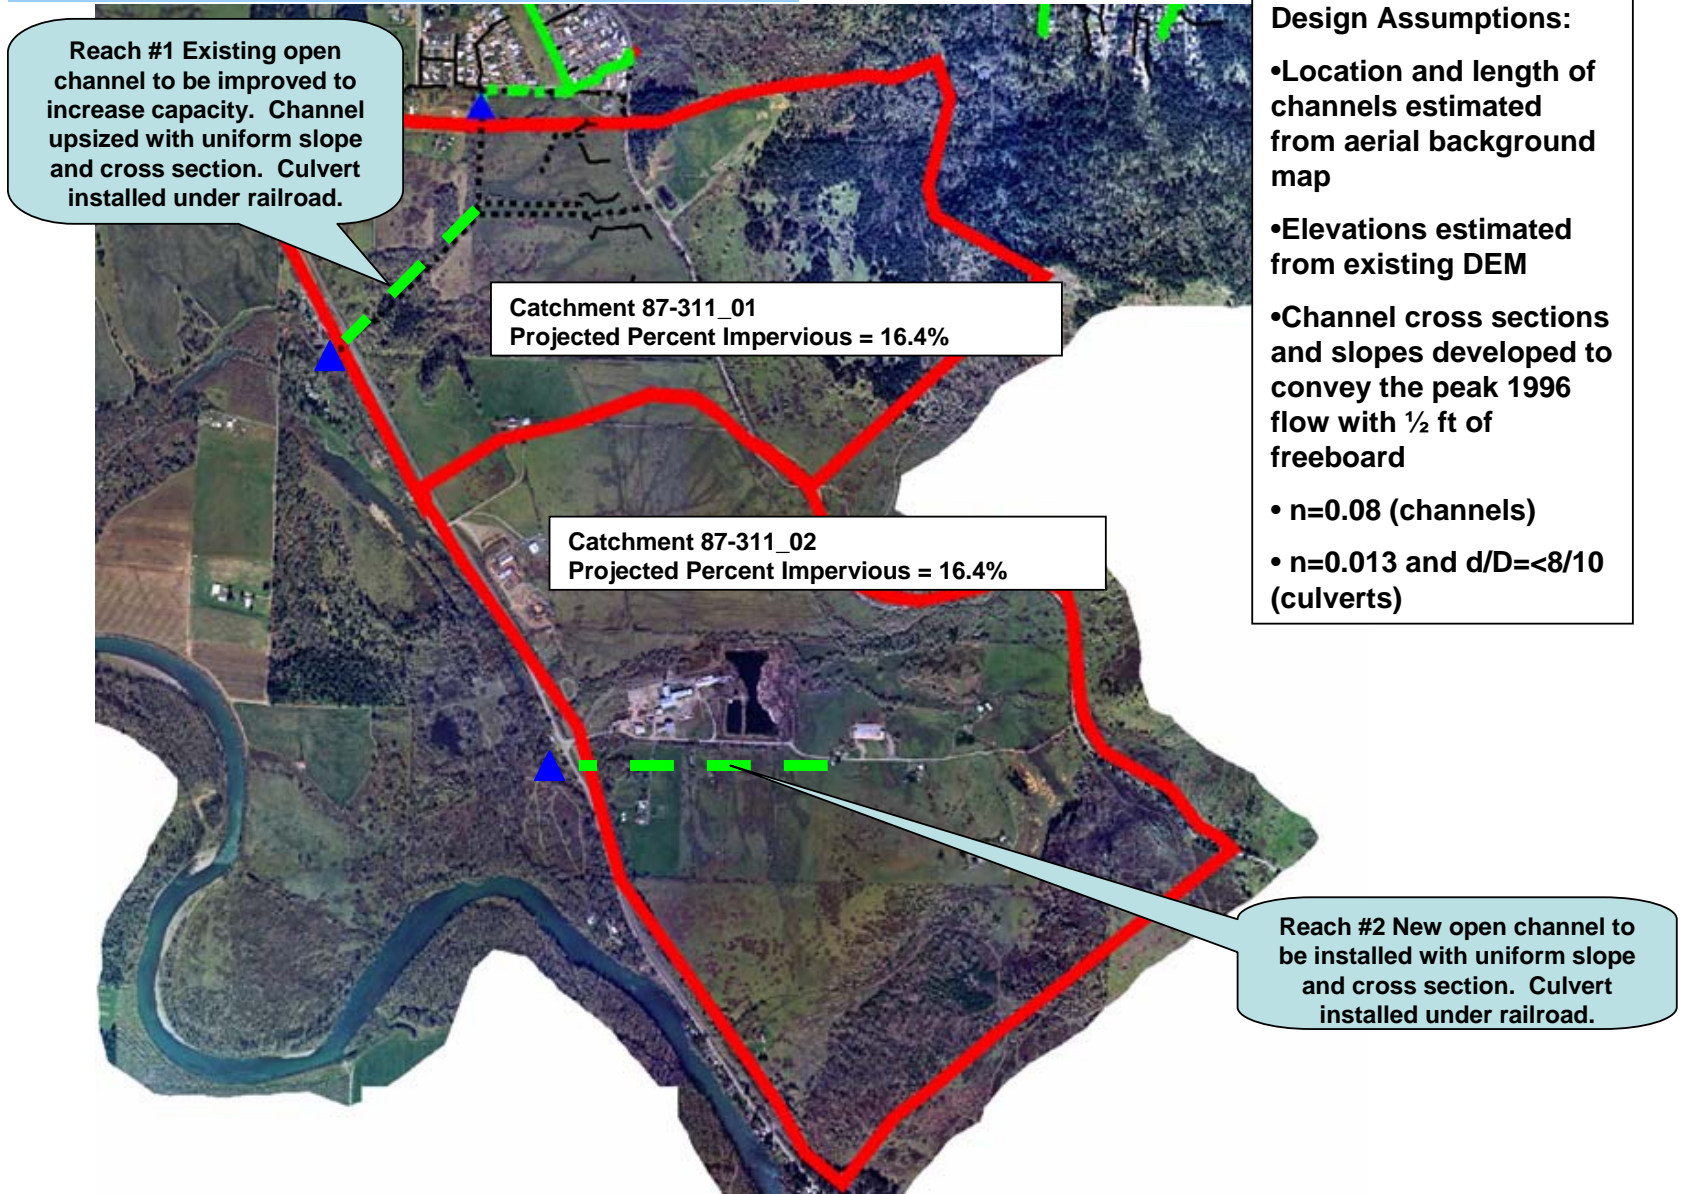 Reach #1 Existing open
channel to be improved to
increase capacity.  Channel
upsized with uniform slope
and cross section.  Culvert
installed under railroad.
Design Assumptions:
•Location and length of
channels estimated
from aerial background
map
•Elevations estimated
from existing DEM
•Channel cross sections
and slopes developed to
convey the peak 1996
flow with ½ ft of
freeboard
• n=0.08 (channels)
• n=0.013 and d/D=<8/10
(culverts)
Catchment 87-311_01
Projected Percent Impervious = 16.4%
Catchment 87-311_02
Projected Percent Impervious = 16.4%
Reach #2 New open channel to
be installed with uniform slope
and cross section.  Culvert
installed under railroad.